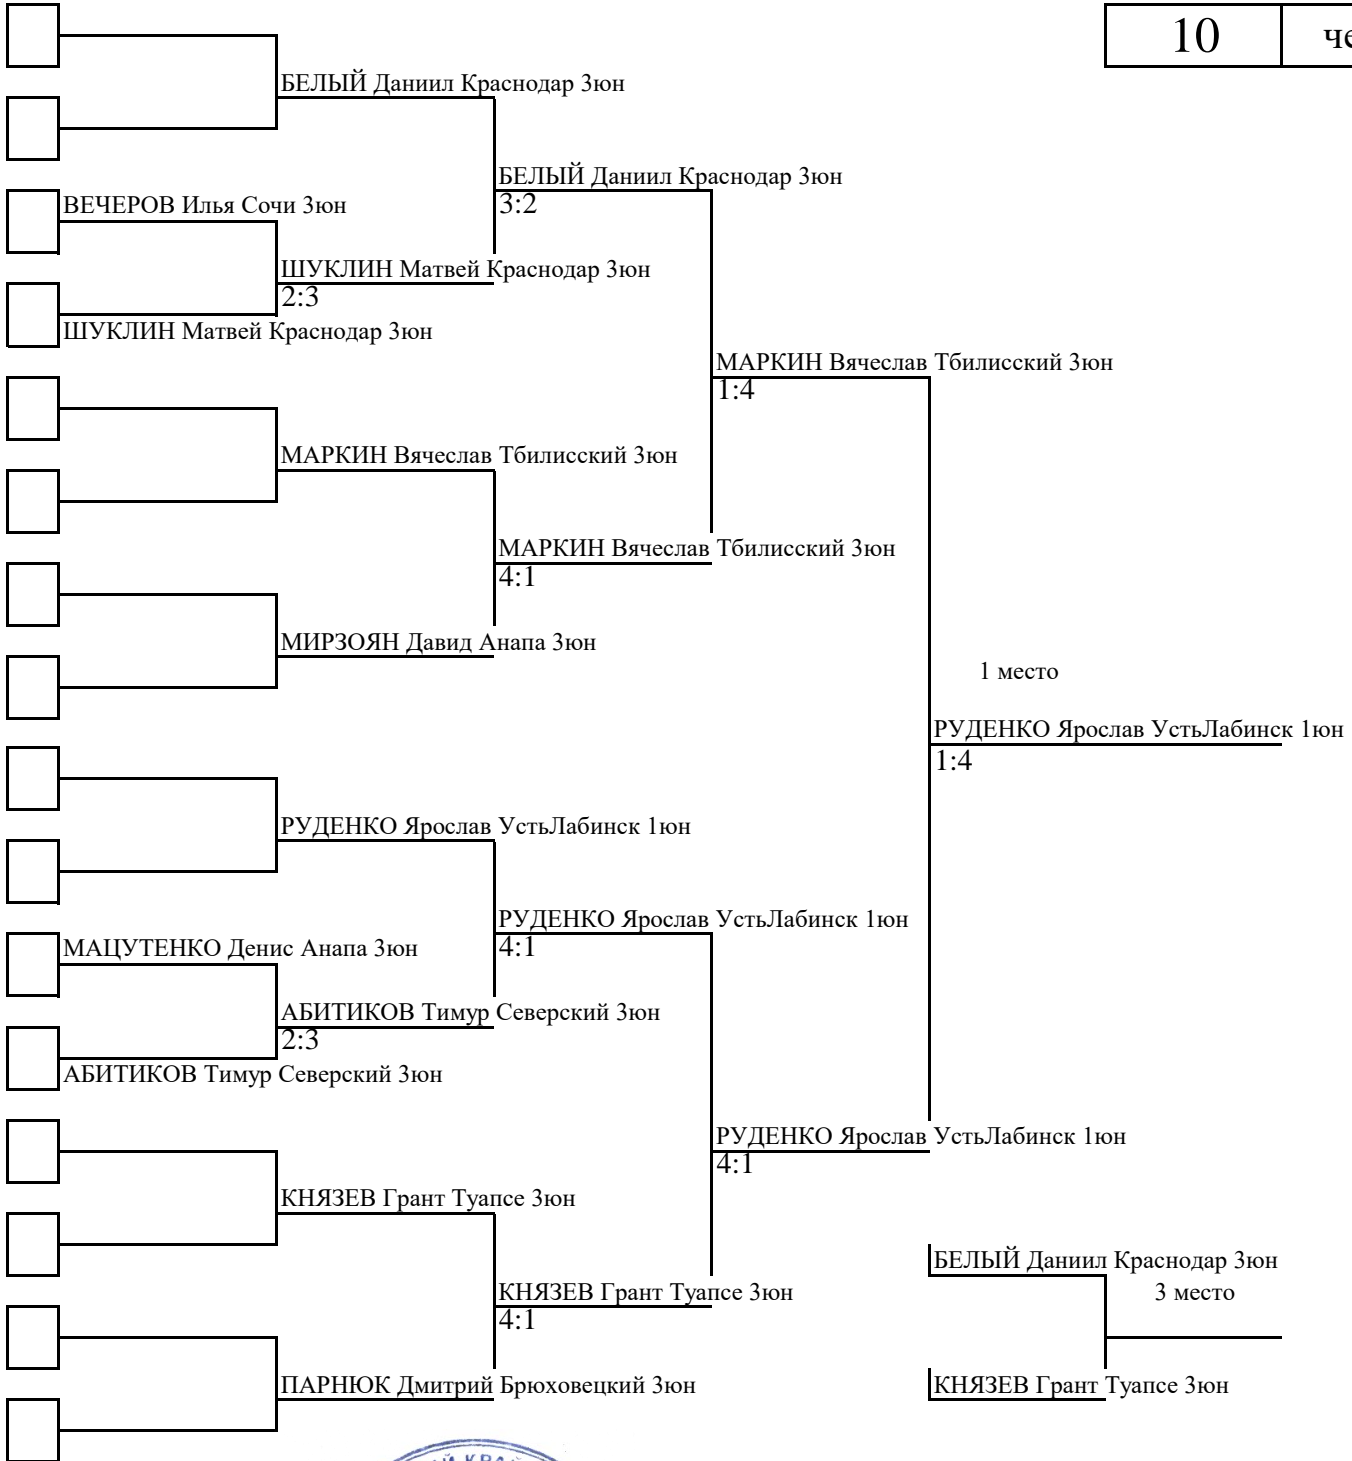 10 че
БЕЛЫЙ Даниил Краснодар 3юн
БЕЛЫЙ Даниил Краснодар 3юн
3:2
ВЕЧЕРОВ Илья Сочи 3юн
ШУКЛИН Матвей Краснодар 3юн
2:3
ШУКЛИН Матвей Краснодар 3юн
МАРКИН Вячеслав Тбилисский 3юн
1:4
МАРКИН Вячеслав Тбилисский 3юн
МАРКИН Вячеслав Тбилисский 3юн
4:1
МИРЗОЯН Давид Анапа 3юн
1 место
РУДЕНКО Ярослав УстьЛабинск 1юн
1:4
РУДЕНКО Ярослав УстьЛабинск 1юн
РУДЕНКО Ярослав УстьЛабинск 1юн
4:1
МАЦУТЕНКО Денис Анапа 3юн
АБИТИКОВ Тимур Северский 3юн
2:3
АБИТИКОВ Тимур Северский 3юн
РУДЕНКО Ярослав УстьЛабинск 1юн
4:1
КНЯЗЕВ Грант Туапсе 3юн
БЕЛЫЙ Даниил Краснодар 3юн
КНЯЗЕВ Грант Туапсе 3юн
3 место
4:1
ПАРНЮК Дмитрий Брюховецкий 3юн
КНЯЗЕВ Грант Туапсе 3юн